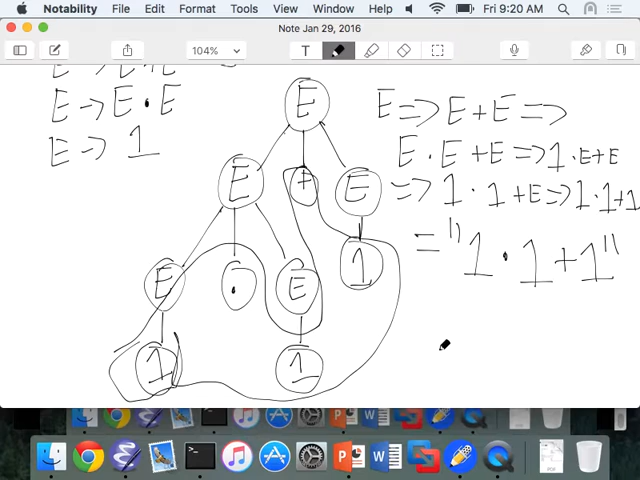 Notability File Edit Format Tools View Window Help Fri 9:20 AM
Note Jan 29, 2016
104% T
E → E + E
E → E · E
E → 1
E
E + E
E · E 1
1 1
E => E + E =>
E · E + E => 1 · E + E
=> 1 · 1 + E => 1 · 1 + 1
= "1 · 1 + 1"